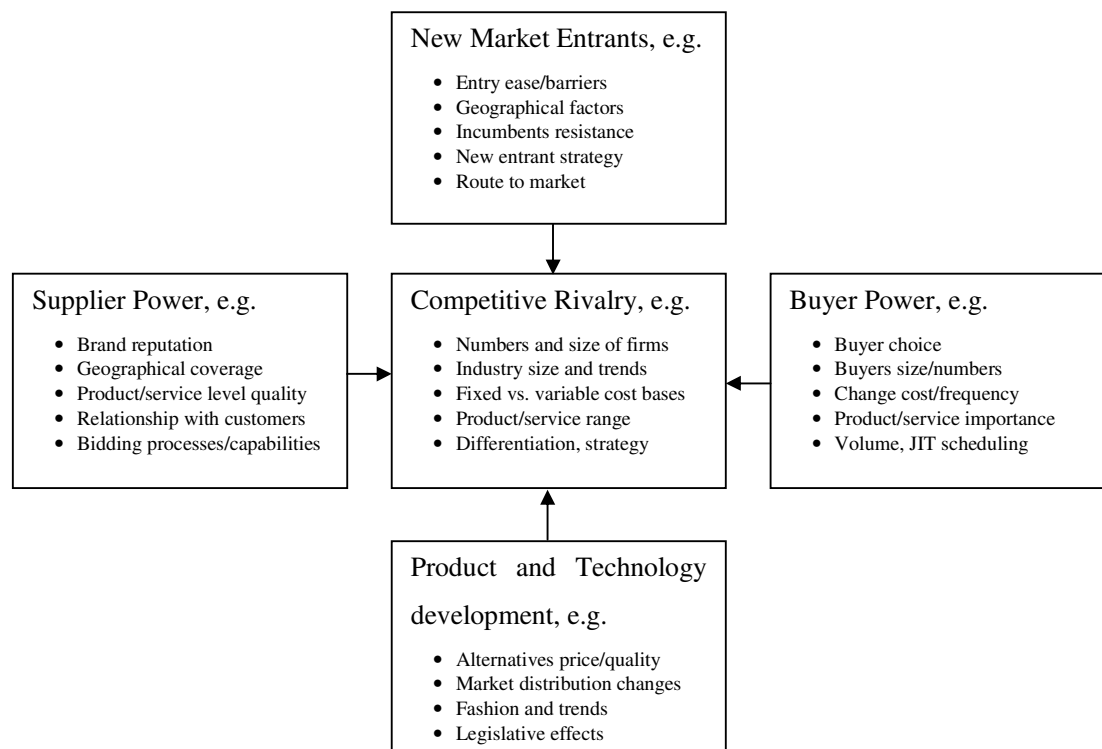 New Market Entrants, e.g.
• Entry ease/barriers
• Geographical factors
• Incumbents resistance
• New entrant strategy
• Route to market
Supplier Power, e.g.
• Brand reputation
• Geographical coverage
• Product/service level quality
• Relationship with customers
• Bidding processes/capabilities
Competitive Rivalry, e.g.
• Numbers and size of firms
• Industry size and trends
• Fixed vs. variable cost bases
• Product/service range
• Differentiation, strategy
Buyer Power, e.g.
• Buyer choice
• Buyers size/numbers
• Change cost/frequency
• Product/service importance
• Volume, JIT scheduling
Product and Technology
development, e.g.
• Alternatives price/quality
• Market distribution changes
• Fashion and trends
• Legislative effects